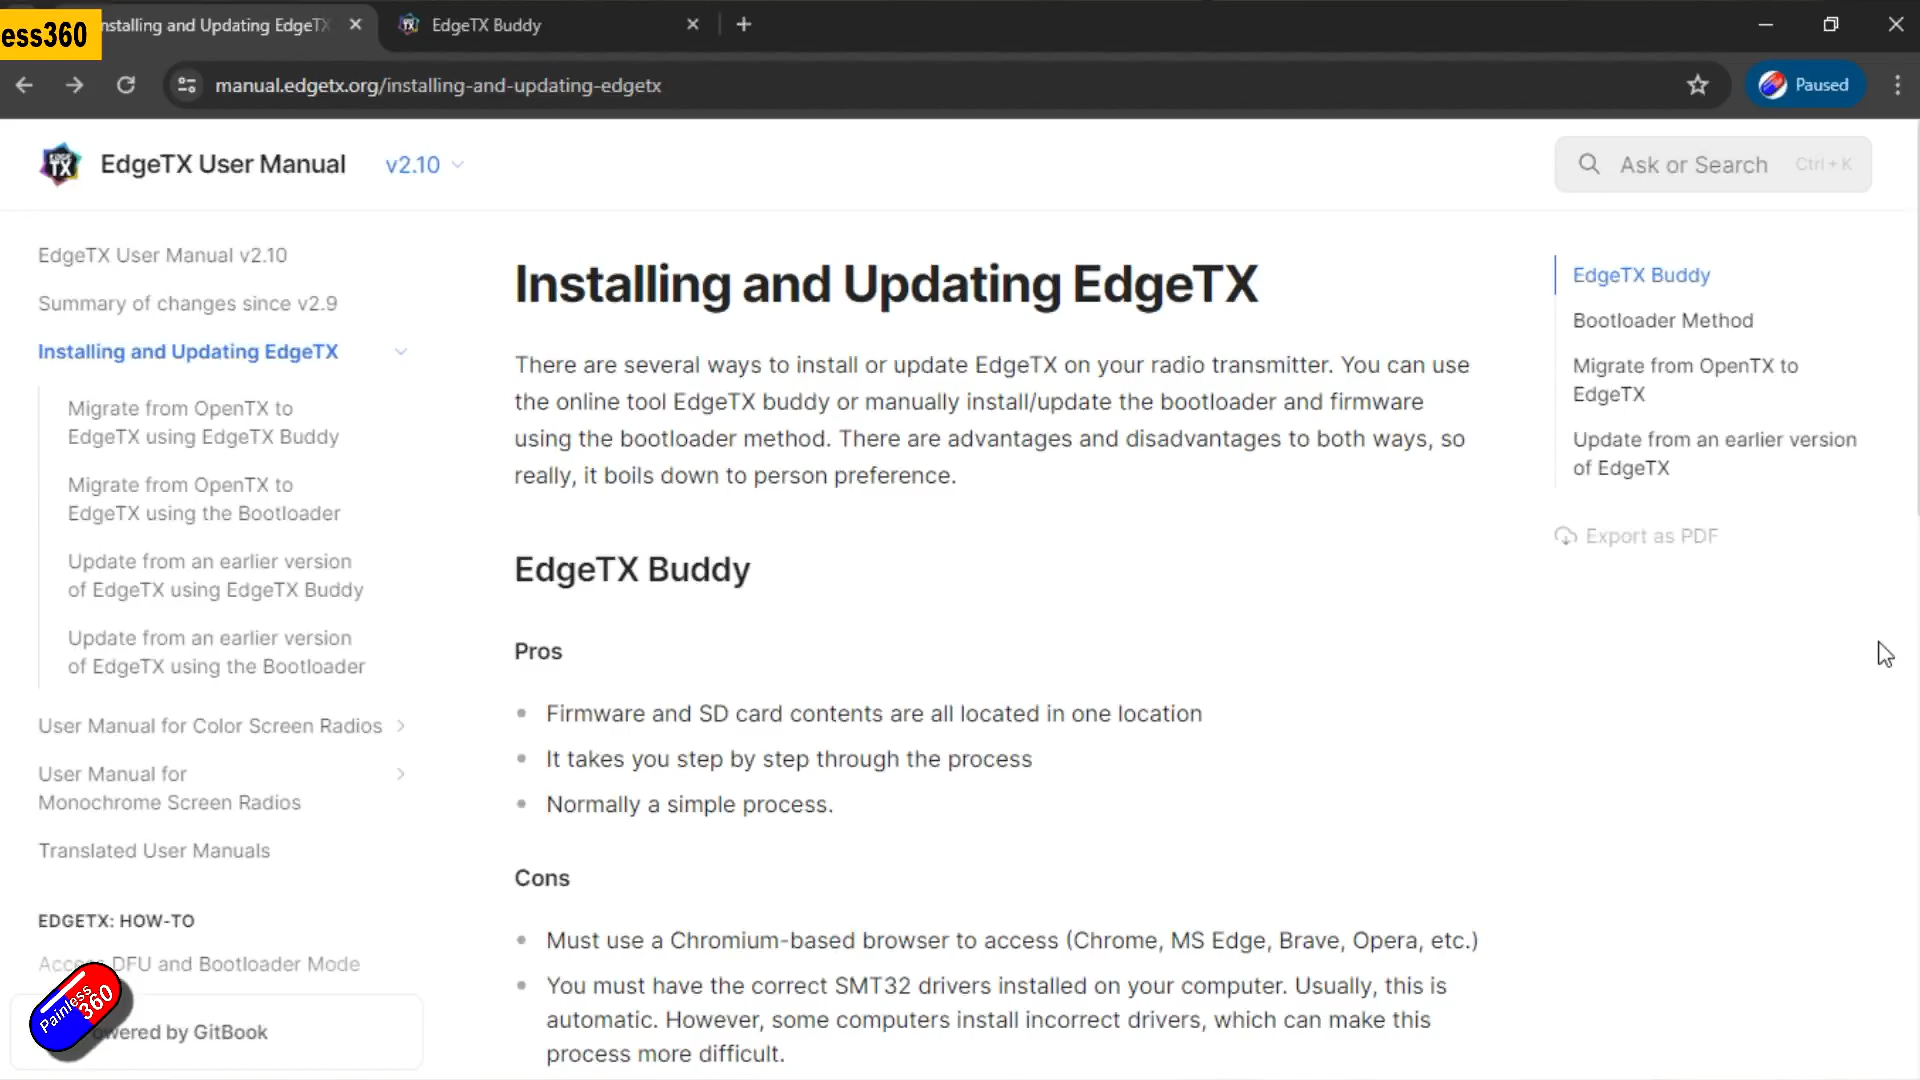 ess360
nstalling and Updating EdgeTX
EdgeTX Buddy
manual.edgetx.org/installing-and-updating-edgetx
Paused
EDGE TX
EdgeTX User Manual
v2.10
Ask or Search
Ctrl + K
EdgeTX User Manual v2.10
Summary of changes since v2.9
Installing and Updating EdgeTX
Migrate from OpenTX to
EdgeTX using EdgeTX Buddy
Migrate from OpenTX to
EdgeTX using the Bootloader
Update from an earlier version
of EdgeTX using EdgeTX Buddy
Update from an earlier version
of EdgeTX using the Bootloader
User Manual for Color Screen Radios
User Manual for
Monochrome Screen Radios
Translated User Manuals
EDGETX: HOW-TO
Access DFU and Bootloader Mode
owered by GitBook
Painless
360
Installing and Updating EdgeTX
There are several ways to install or update EdgeTX on your radio transmitter. You can use
the online tool EdgeTX buddy or manually install/update the bootloader and firmware
using the bootloader method. There are advantages and disadvantages to both ways, so
really, it boils down to person preference.
EdgeTX Buddy
Pros
Firmware and SD card contents are all located in one location
It takes you step by step through the process
Normally a simple process.
Cons
Must use a Chromium-based browser to access (Chrome, MS Edge, Brave, Opera, etc.)
You must have the correct SMT32 drivers installed on your computer. Usually, this is
automatic. However, some computers install incorrect drivers, which can make this
process more difficult.
EdgeTX Buddy
Bootloader Method
Migrate from OpenTX to
EdgeTX
Update from an earlier version
of EdgeTX
Export as PDF